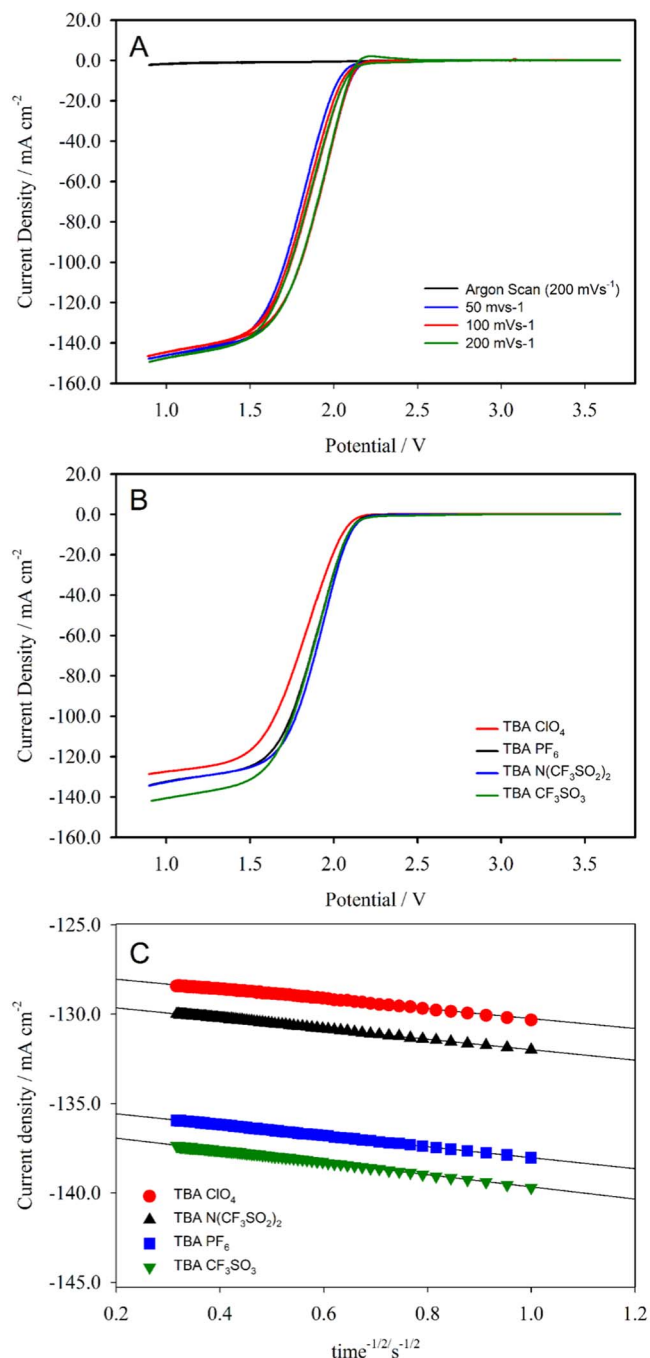 A
20.0
0.0
-20.0
-40.0
-60.0
-80.0
-100.0
-120.0
-140.0
-160.0
Current Density / mA cm⁻²
Argon Scan (200 mVs⁻¹)
50 mvs-1
100 mVs-1
200 mVs-1
1.0 1.5 2.0 2.5 3.0 3.5
Potential / V
B
20.0
0.0
-20.0
-40.0
-60.0
-80.0
-100.0
-120.0
-140.0
-160.0
Current Density / mA cm⁻²
TBA ClO₄
TBA PF₆
TBA N(CF₃SO₂)₂
TBA CF₃SO₃
1.0 1.5 2.0 2.5 3.0 3.5
Potential / V
C
-125.0
-130.0
-135.0
-140.0
-145.0
Current density / mA cm⁻²
TBA ClO₄
TBA N(CF₃SO₂)₂
TBA PF₆
TBA CF₃SO₃
0.2 0.4 0.6 0.8 1.0 1.2
time⁻¹/²/s⁻¹/²